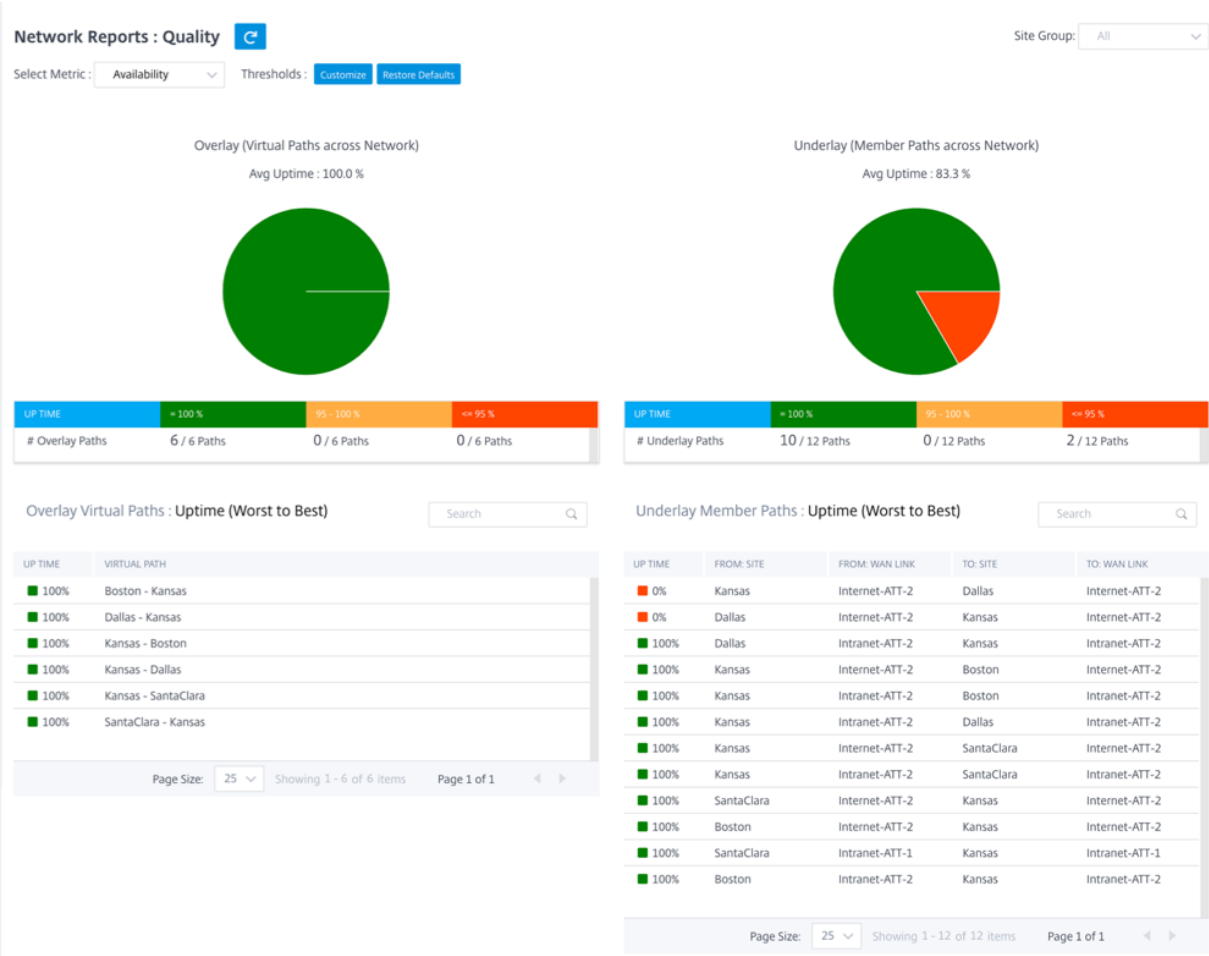 Network Reports : Quality
Site Group: All
Select Metric : Availability Thresholds : Customize Restore Defaults
Overlay (Virtual Paths across Network)
Avg Uptime : 100.0 %
UP TIME = 100 % 95 - 100 % <= 95 %
# Overlay Paths 6 / 6 Paths 0 / 6 Paths 0 / 6 Paths
Overlay Virtual Paths : Uptime (Worst to Best) Search
UP TIME VIRTUAL PATH
100% Boston - Kansas
100% Dallas - Kansas
100% Kansas - Boston
100% Kansas - Dallas
100% Kansas - SantaClara
100% SantaClara - Kansas
Page Size: 25 Showing 1 - 6 of 6 items Page 1 of 1
Underlay (Member Paths across Network)
Avg Uptime : 83.3 %
UP TIME = 100 % 95 - 100 % <= 95 %
# Underlay Paths 10 / 12 Paths 0 / 12 Paths 2 / 12 Paths
Underlay Member Paths : Uptime (Worst to Best) Search
UP TIME FROM: SITE FROM: WAN LINK TO: SITE TO: WAN LINK
0% Kansas Internet-ATT-2 Dallas Internet-ATT-2
0% Dallas Internet-ATT-2 Kansas Internet-ATT-2
100% Dallas Intranet-ATT-2 Kansas Intranet-ATT-2
100% Kansas Internet-ATT-2 Boston Internet-ATT-2
100% Kansas Intranet-ATT-2 Boston Intranet-ATT-2
100% Kansas Intranet-ATT-2 Dallas Intranet-ATT-2
100% Kansas Internet-ATT-2 SantaClara Internet-ATT-2
100% Kansas Intranet-ATT-2 SantaClara Intranet-ATT-2
100% SantaClara Internet-ATT-2 Kansas Internet-ATT-2
100% Boston Internet-ATT-2 Kansas Internet-ATT-2
100% SantaClara Intranet-ATT-1 Kansas Intranet-ATT-1
100% Boston Intranet-ATT-2 Kansas Intranet-ATT-2
Page Size: 25 Showing 1 - 12 of 12 items Page 1 of 1